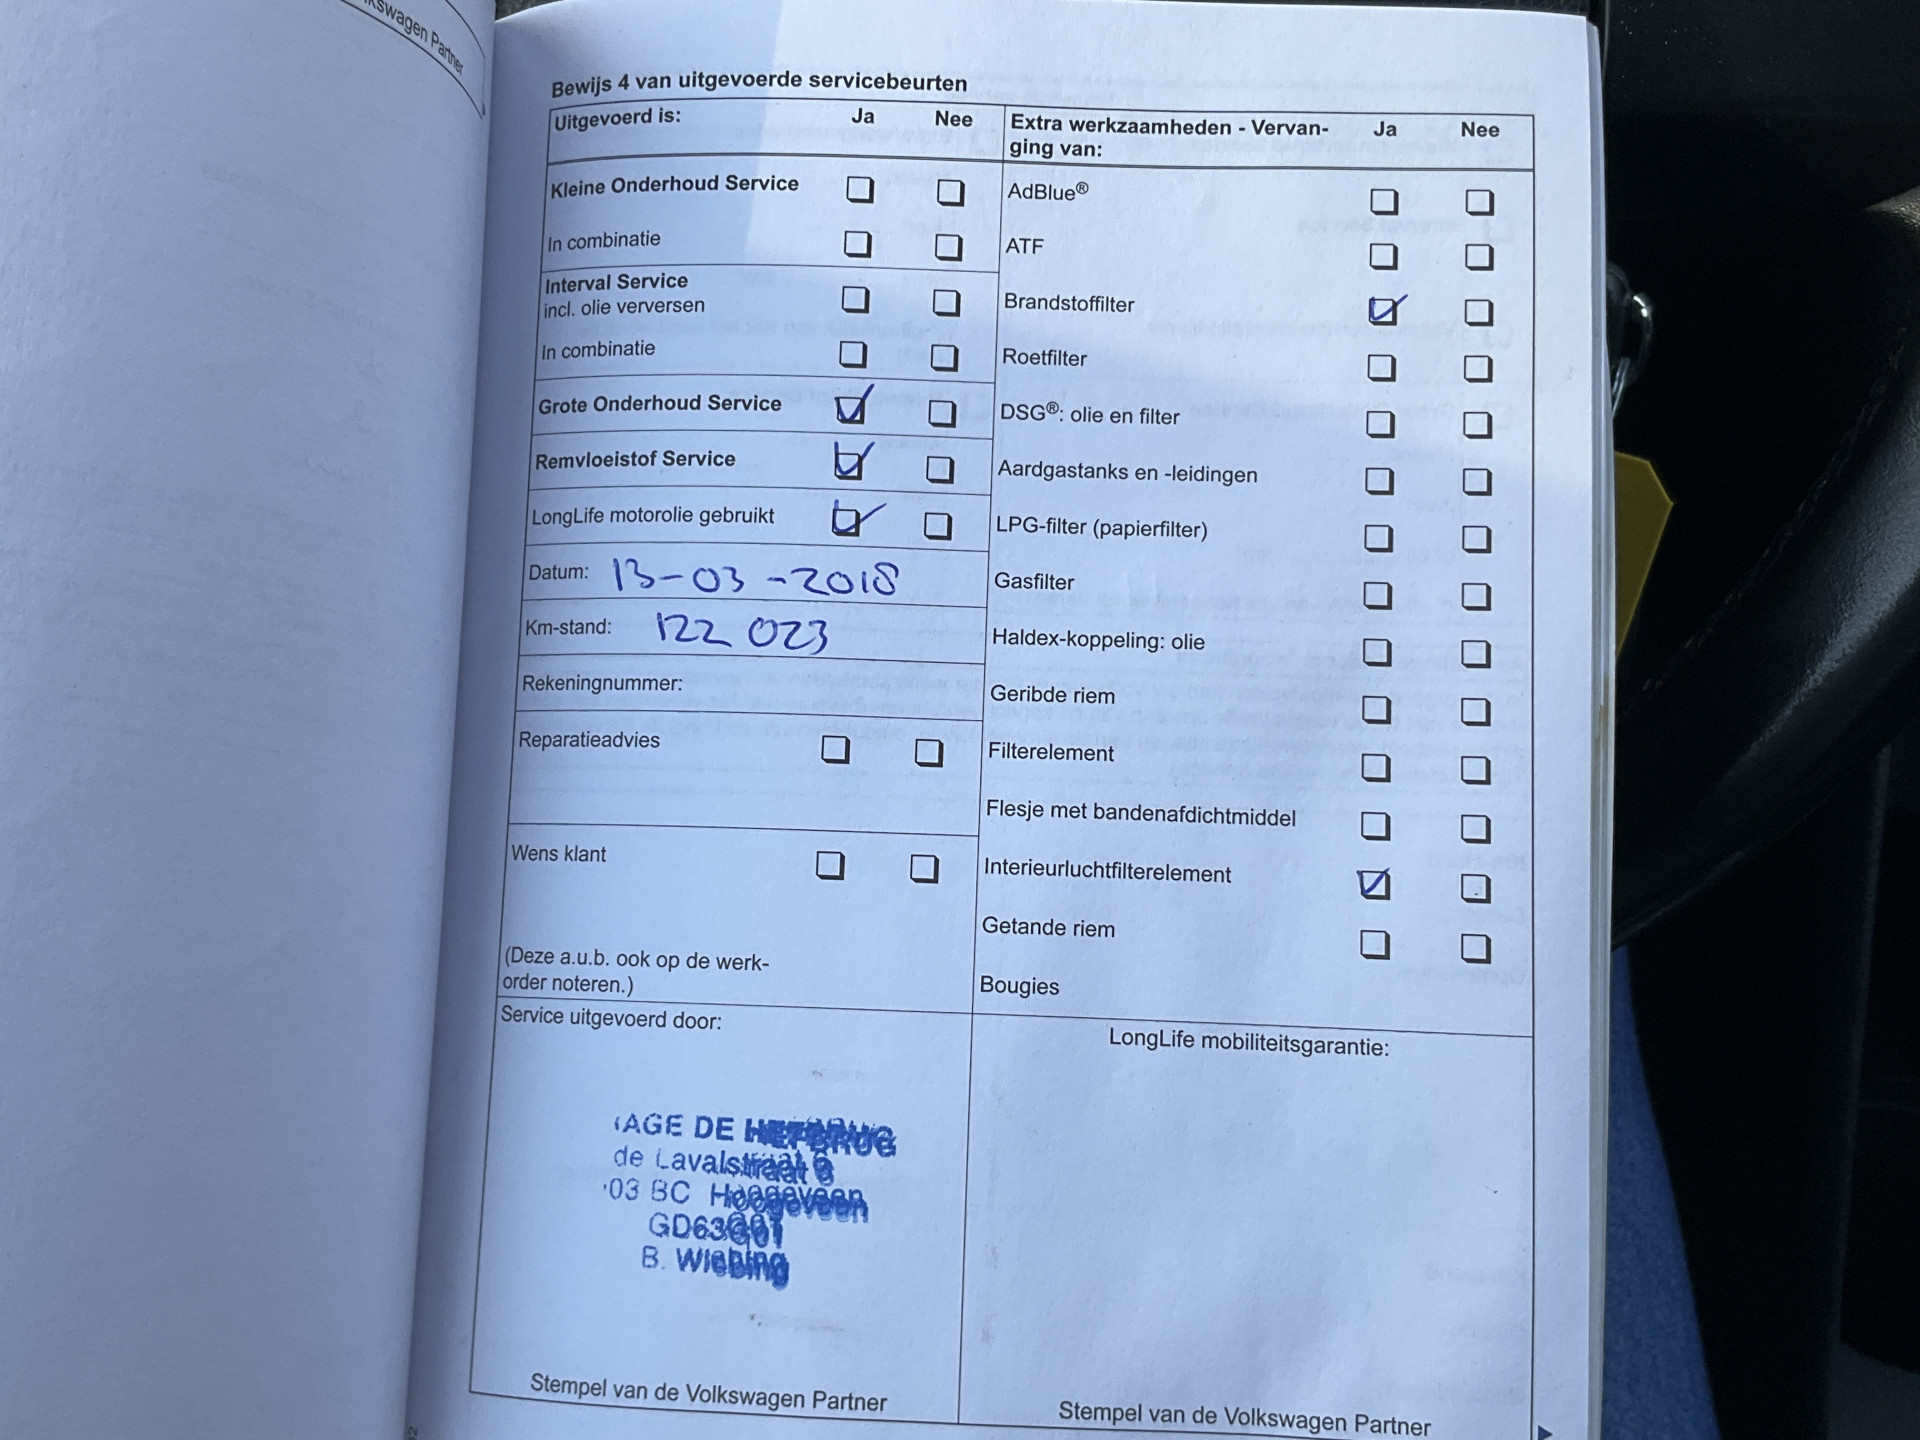 Volkswagen Partner
Bewijs 4 van uitgevoerde servicebeurten
Uitgevoerd is: Ja Nee
Kleine Onderhoud Service
In combinatie
Interval Service
incl. olie verversen
In combinatie
Grote Onderhoud Service
Remvloeistof Service
LongLife motorolie gebruikt
Datum: 13-03-2018
Km-stand: 122 023
Rekeningnummer:
Reparatieadvies
Wens klant
(Deze a.u.b. ook op de werk-
order noteren.)
Service uitgevoerd door:
AGE DE HEFBRUG
de Lavalstraat 6
03 BC Hoogeveen
GD63G01
B. Wiebing
Stempel van de Volkswagen Partner
Extra werkzaamheden - Vervan- Ja Nee
ging van:
AdBlue®
ATF
Brandstoffilter
Roetfilter
DSG®: olie en filter
Aardgastanks en -leidingen
LPG-filter (papierfilter)
Gasfilter
Haldex-koppeling: olie
Geribde riem
Filterelement
Flesje met bandenafdichtmiddel
Interieurluchtfilterelement
Getande riem
Bougies
LongLife mobiliteitsgarantie:
Stempel van de Volkswagen Partner